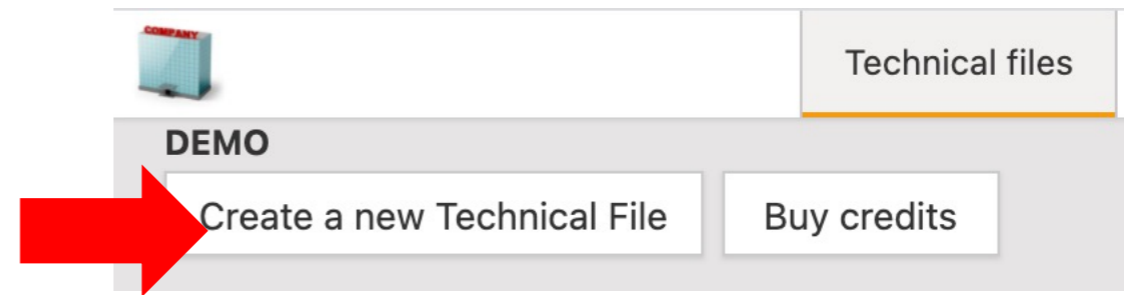 COMPANY
Technical files
DEMO
Create a new Technical File
Buy credits